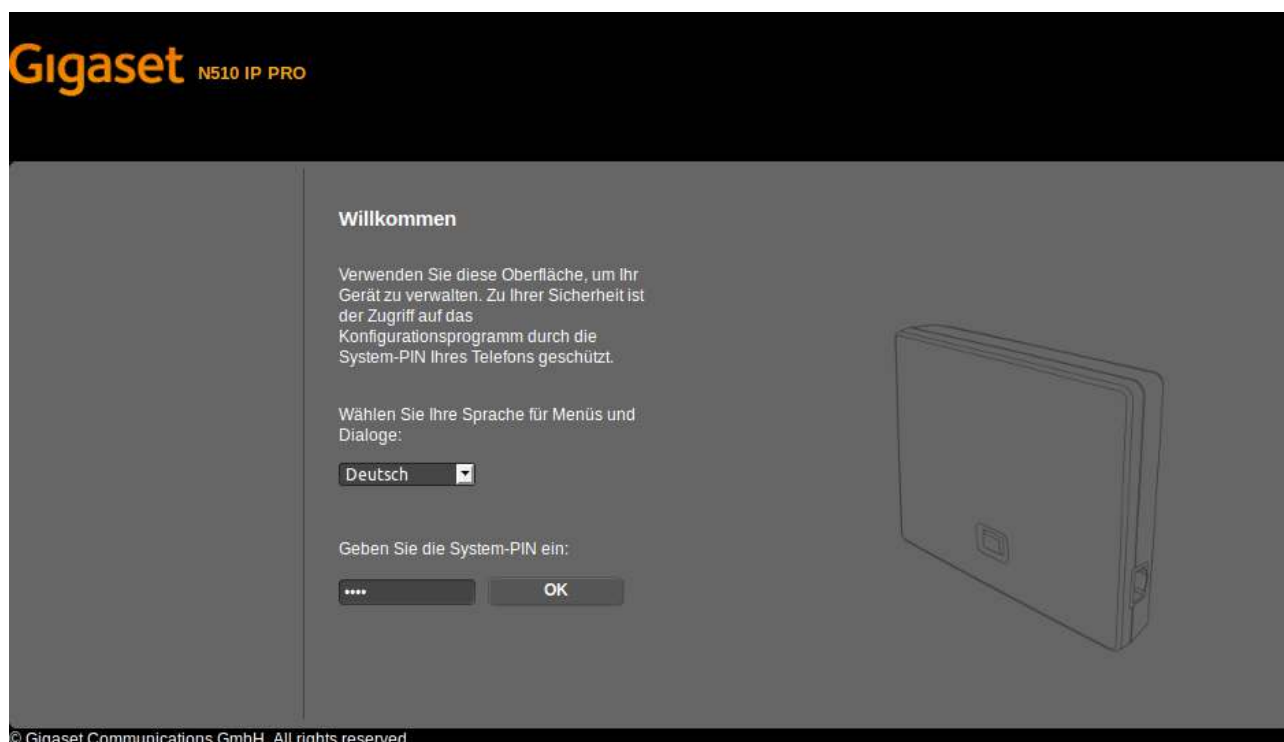 Gigaset N510 IP PRO
Willkommen
Verwenden Sie diese Oberfläche, um Ihr
Gerät zu verwalten. Zu Ihrer Sicherheit ist
der Zugriff auf das
Konfigurationsprogramm durch die
System-PIN Ihres Telefons geschützt.
Wählen Sie Ihre Sprache für Menüs und
Dialoge:
Deutsch
Geben Sie die System-PIN ein:
•••• OK
© Gigaset Communications GmbH. All rights reserved